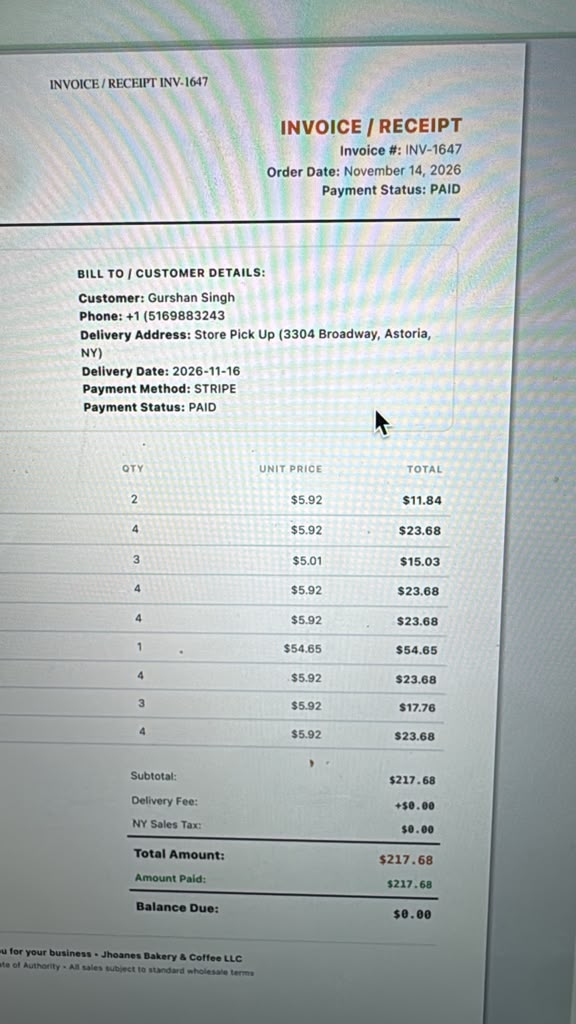 INVOICE / RECEIPT INV-1647
INVOICE / RECEIPT
Invoice #: INV-1647
Order Date: November 14, 2026
Payment Status: PAID
BILL TO / CUSTOMER DETAILS:
Customer: Gurshan Singh
Phone: +1 (5169883243
Delivery Address: Store Pick Up (3304 Broadway, Astoria,
NY)
Delivery Date: 2026-11-16
Payment Method: STRIPE
Payment Status: PAID
QTY UNIT PRICE TOTAL
2 $5.92 $11.84
4 $5.92 $23.68
3 $5.01 $15.03
4 $5.92 $23.68
4 $5.92 $23.68
1 $54.65 $54.65
4 $5.92 $23.68
3 $5.92 $17.76
4 $5.92 $23.68
Subtotal: $217.68
Delivery Fee: +$0.00
NY Sales Tax: $0.00
Total Amount: $217.68
Amount Paid: $217.68
Balance Due: $0.00
for your business • Jhoanes Bakery & Coffee LLC
of Authority • All sales subject to standard wholesale terms